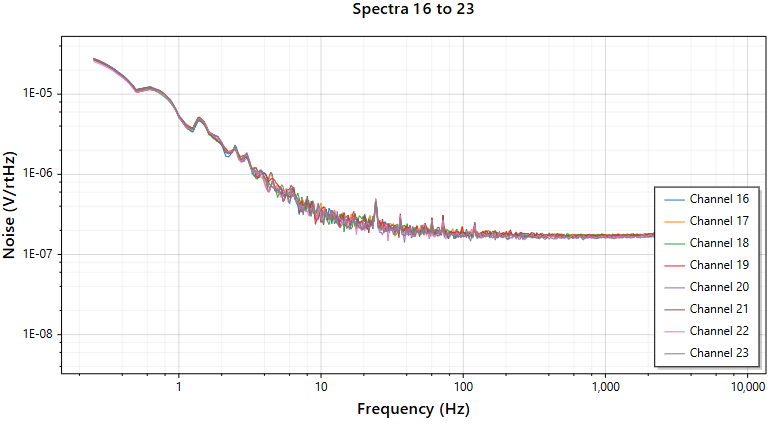 Spectra 16 to 23
Noise (V/rtHz)
1E-05
1E-06
1E-07
1E-08
Channel 16
Channel 17
Channel 18
Channel 19
Channel 20
Channel 21
Channel 22
Channel 23
1
10
100
1,000
10,000
Frequency (Hz)